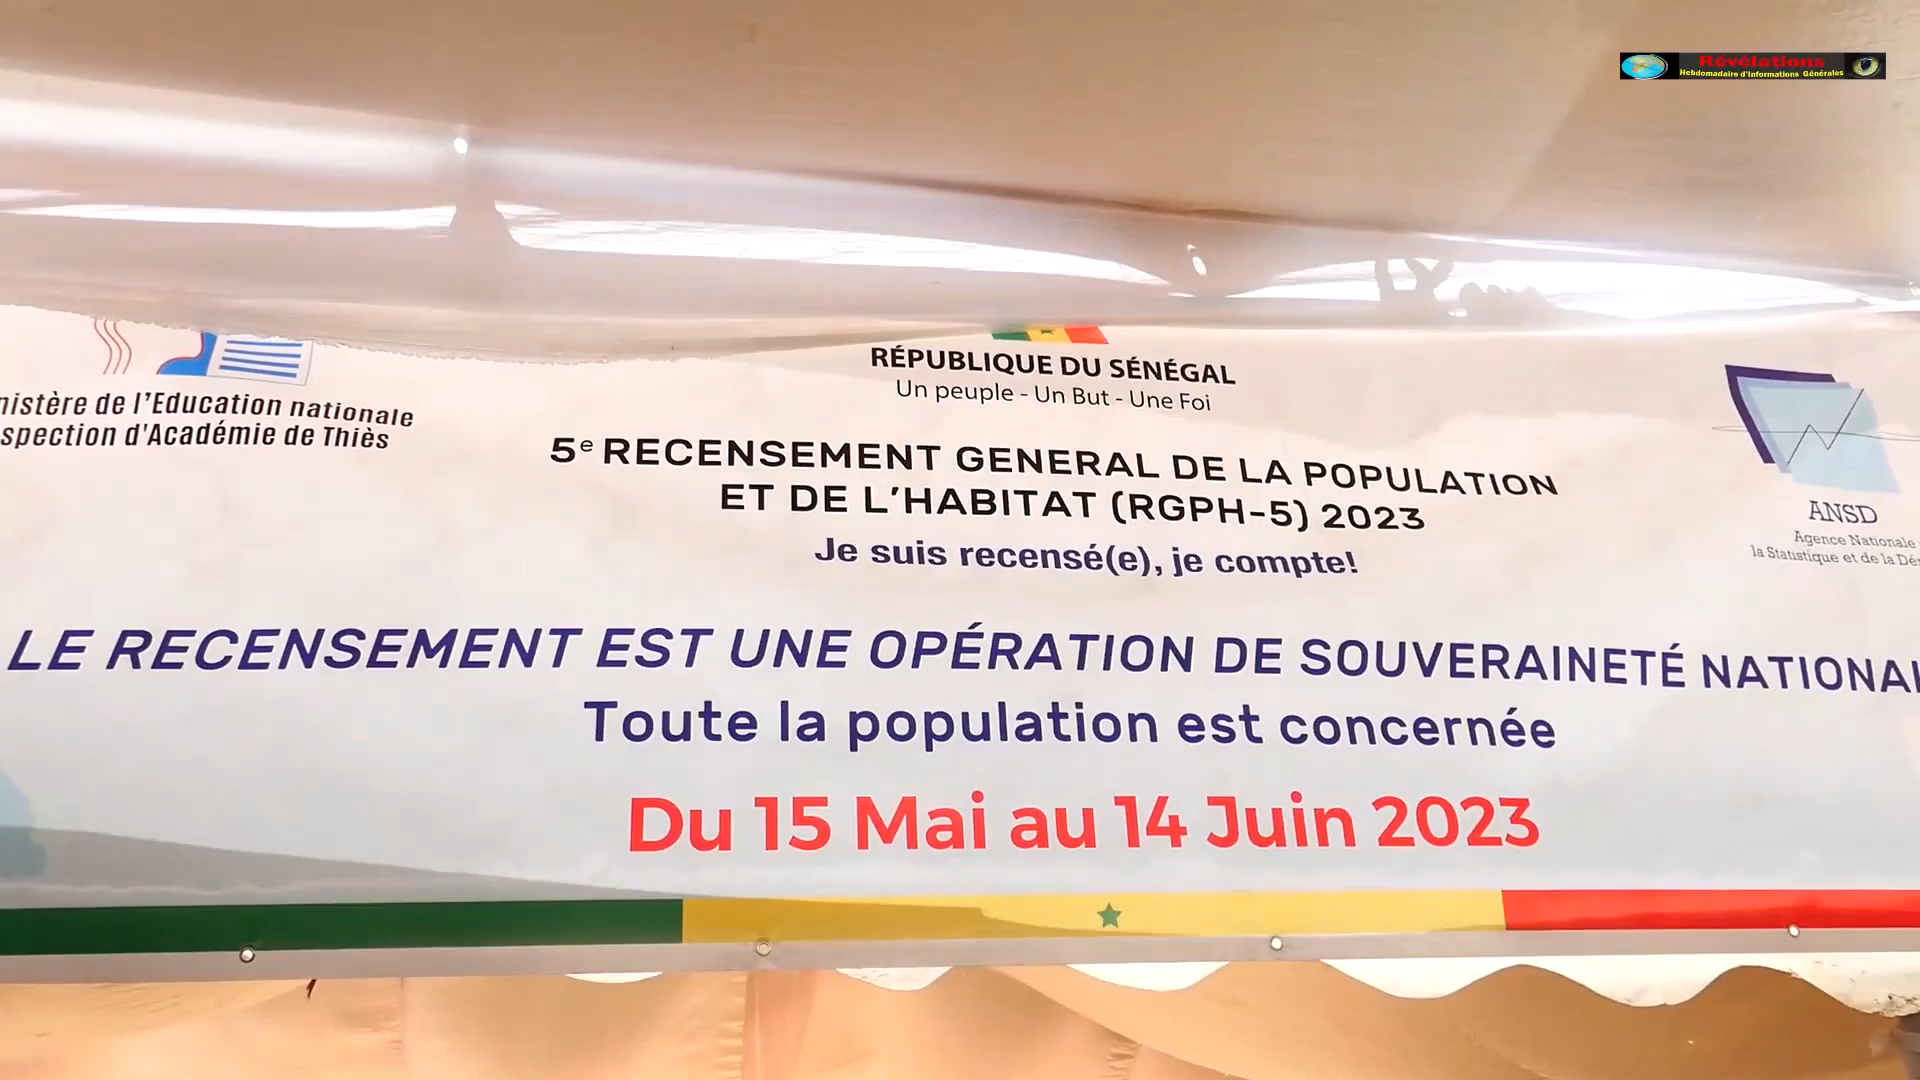 Révélations
Hebdomadaire d'Informations Générales
nistère de l'Education nationale
spection d'Académie de Thiès
RÉPUBLIQUE DU SÉNÉGAL
Un peuple - Un But - Une Foi
5e RECENSEMENT GENERAL DE LA POPULATION
ET DE L'HABITAT (RGPH-5) 2023
Je suis recensé(e), je compte!
ANSD
Agence Nationale
la Statistique et de la Dé
LE RECENSEMENT EST UNE OPÉRATION DE SOUVERAINETÉ NATIONAL
Toute la population est concernée
Du 15 Mai au 14 Juin 2023